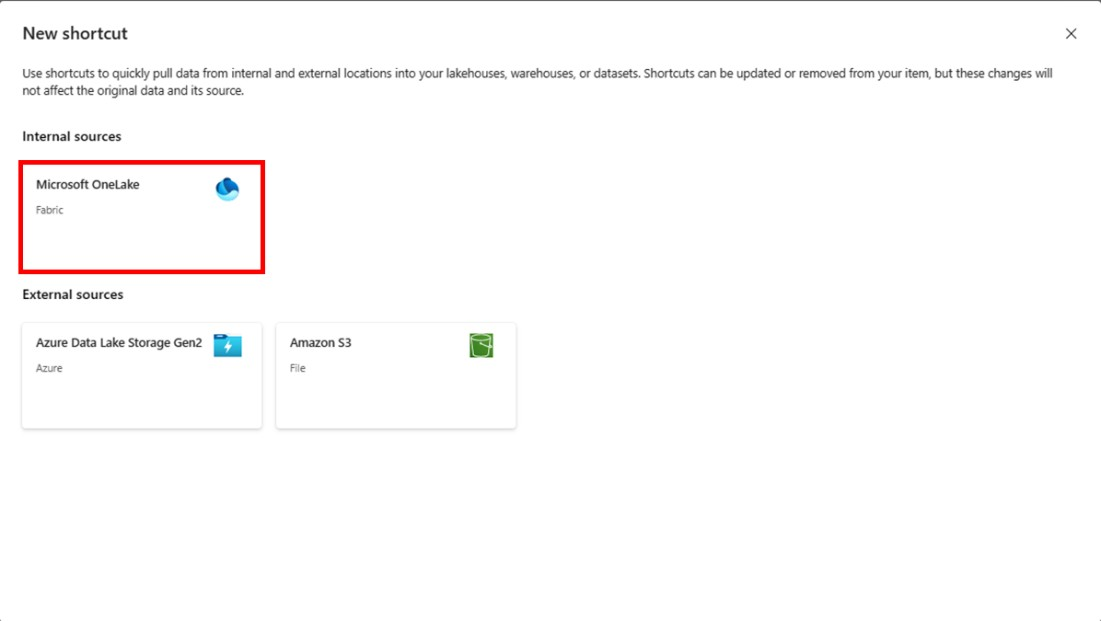 New shortcut
Use shortcuts to quickly pull data from internal and external locations into your lakehouses, warehouses, or datasets. Shortcuts can be updated or removed from your item, but these changes will
not affect the original data and its source.
Internal sources
Microsoft OneLake
Fabric
External sources
Azure Data Lake Storage Gen2
Azure
Amazon S3
File